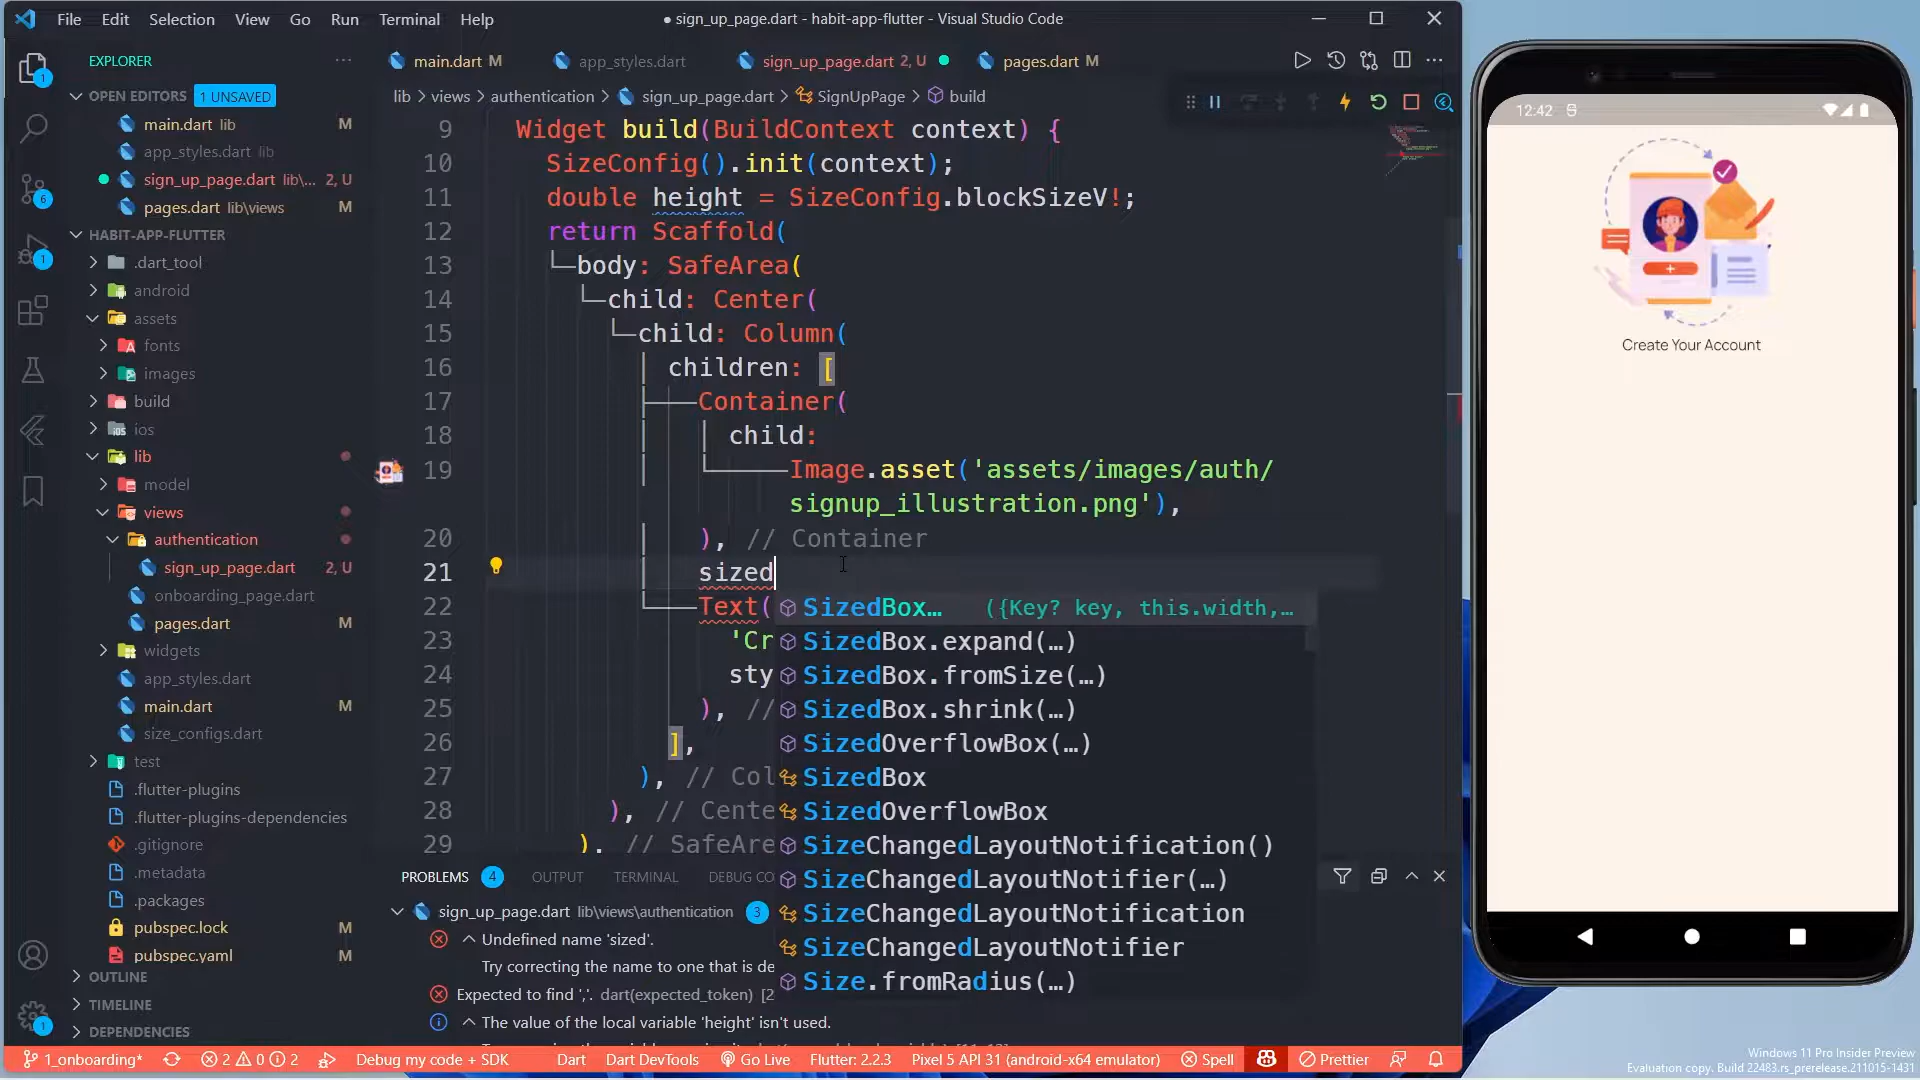 File Edit Selection View Go Run Terminal Help
● sign_up_page.dart - habit-app-flutter - Visual Studio Code
EXPLORER
main.dart M
app_styles.dart
sign_up_page.dart 2, U
pages.dart M
OPEN EDITORS 1 UNSAVED
lib > views > authentication > sign_up_page.dart > SignUpPage > build
main.dart lib M
app_styles.dart lib
sign_up_page.dart lib\... 2, U
pages.dart lib\views M
HABIT-APP-FLUTTER
.dart_tool
android
assets
fonts
images
build
ios
lib
model
views
authentication
sign_up_page.dart 2, U
onboarding_page.dart
pages.dart M
widgets
app_styles.dart
main.dart M
size_configs.dart
test
.flutter-plugins
.flutter-plugins-dependencies
.gitignore
.metadata
.packages
pubspec.lock M
pubspec.yaml M
OUTLINE
TIMELINE
DEPENDENCIES
1
6
1
1
9 Widget build(BuildContext context) {
10 SizeConfig().init(context);
11 double height = SizeConfig.blockSizeV!;
12 return Scaffold(
13 body: SafeArea(
14 child: Center(
15 child: Column(
16 children: [
17 Container(
18 child:
19 Image.asset('assets/images/auth/
signup_illustration.png'),
20 ), // Container
21 sized
22 Text(
23 'Cr
24 sty
25 ), //
26 ],
27 ), // Col
28 ), // Cente
29 ), // SafeAre
SizedBox… ({Key? key, this.width,…
SizedBox.expand(…)
SizedBox.fromSize(…)
SizedBox.shrink(…)
SizedOverflowBox(…)
SizedBox
SizedOverflowBox
SizeChangedLayoutNotification()
SizeChangedLayoutNotifier(…)
SizeChangedLayoutNotification
SizeChangedLayoutNotifier
Size.fromRadius(…)
PROBLEMS 4 OUTPUT TERMINAL DEBUG CO
sign_up_page.dart lib\views\authentication 3
Undefined name 'sized'.
Try correcting the name to one that is de
Expected to find ','. dart(expected_token) [2
The value of the local variable 'height' isn't used.
1_onboarding* 2 0 2 Debug my code + SDK Dart Dart DevTools Go Live Flutter: 2.2.3 Pixel 5 API 31 (android-x64 emulator) Spell Prettier
12:42
Create Your Account
Windows 11 Pro Insider Preview
Evaluation copy. Build 22483.rs_prerelease.211015-1431